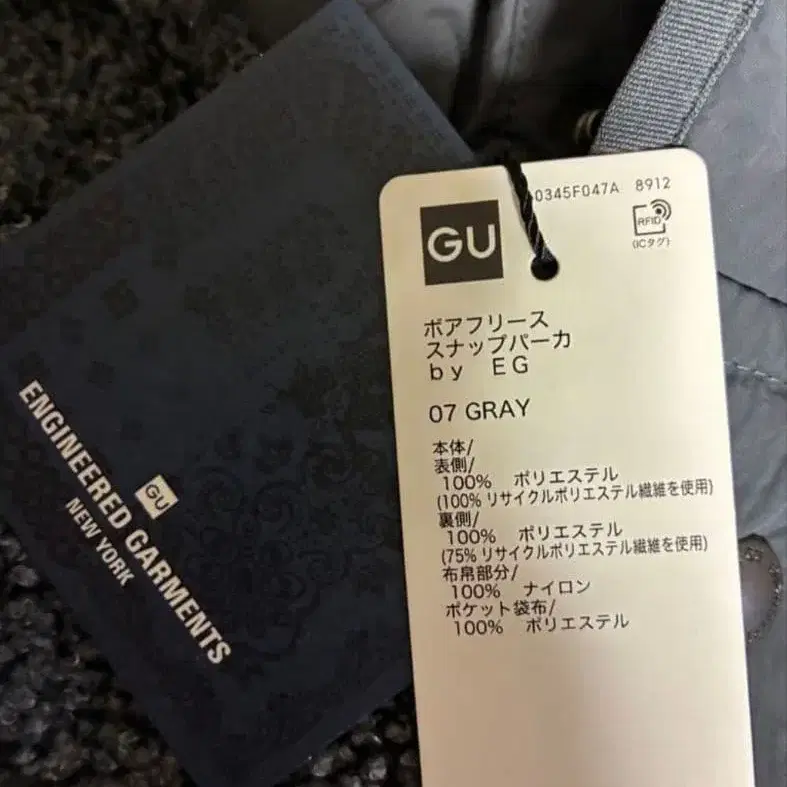 ENGINEERED GARMENTS
GU
NEW YORK
0345F047A 8912
GU
RFID
(ICタグ)
ボアフリース
スナップパーカ
by EG
07 GRAY
本体/
表側/
100% ポリエステル
(100%リサイクルポリエステル繊維を使用)
裏側/
100% ポリエステル
(75%リサイクルポリエステル繊維を使用)
布帛部分/
100% ナイロン
ポケット袋布/
100% ポリエステル